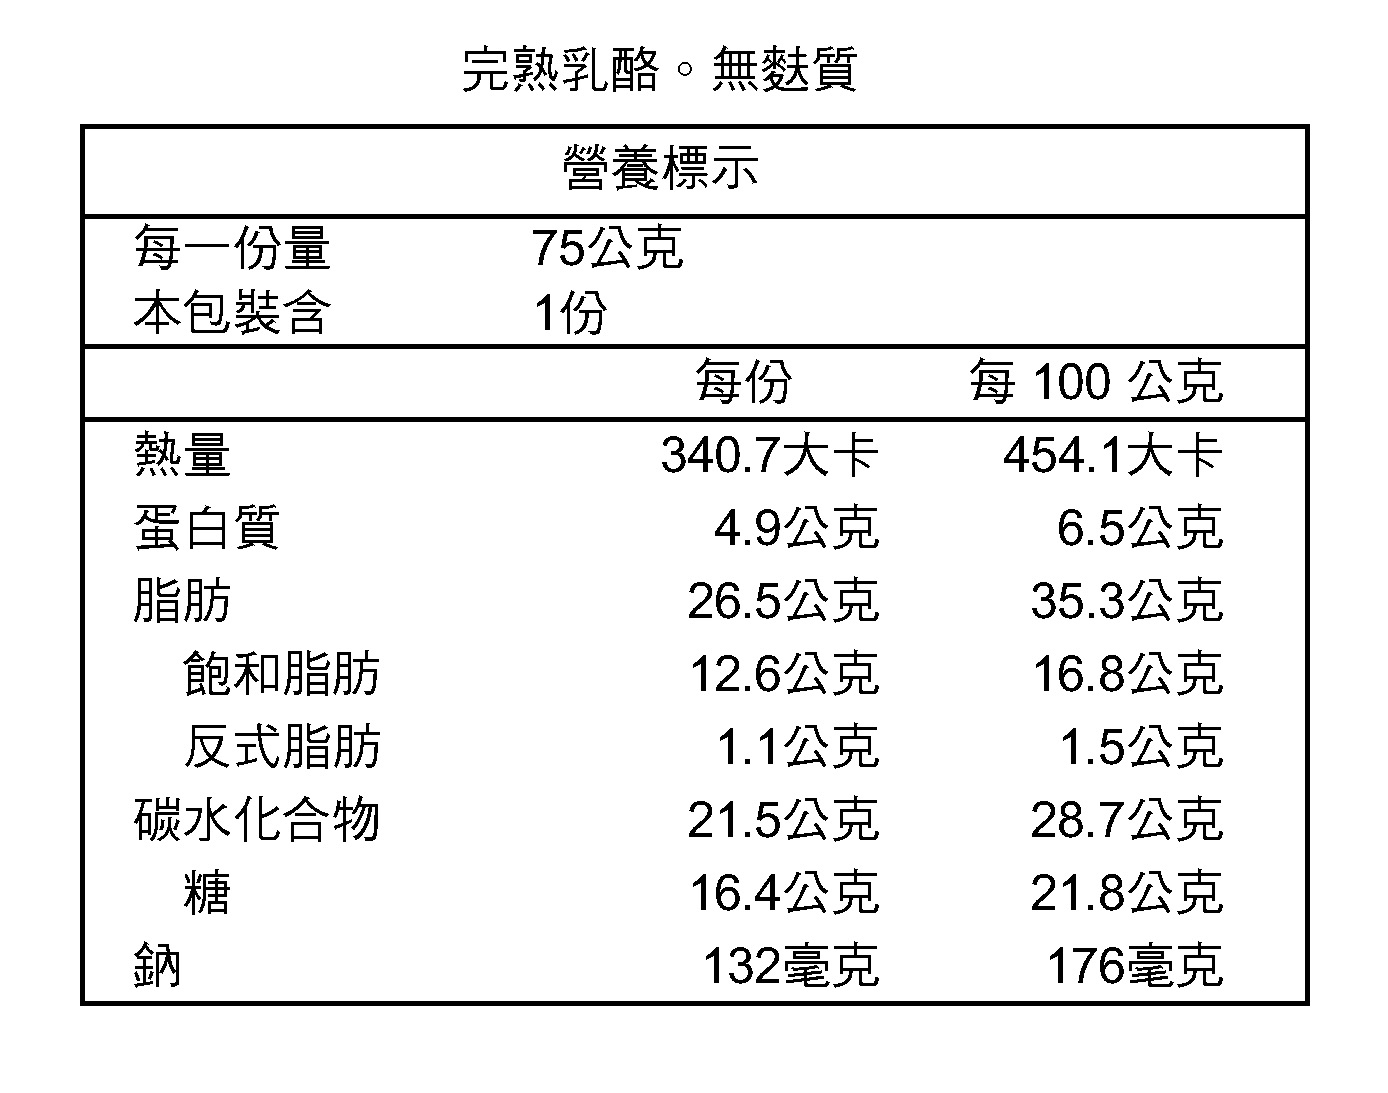 完熟乳酪。無麩質
營養標示
每一份量 75公克
本包裝含 1份
每份 每 100 公克
熱量 340.7大卡 454.1大卡
蛋白質 4.9公克 6.5公克
脂肪 26.5公克 35.3公克
飽和脂肪 12.6公克 16.8公克
反式脂肪 1.1公克 1.5公克
碳水化合物 21.5公克 28.7公克
糖 16.4公克 21.8公克
鈉 132毫克 176毫克